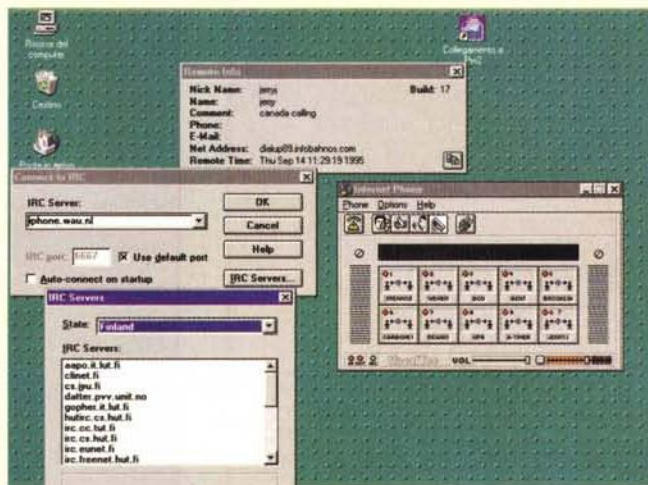 Risorse del computer
Cestino
Collegamento a
Remote Info
Nick Name: jerryj
Build: 17
Name: jerry
Comment: canada calling
Phone:
E-Mail:
Net Address: dialup89.infobahnos.com
Remote Time: Thu Sep 14 11:29:19 1995
Connect to IRC
IRC Server:
iphone.wau.nl
IRC port: 6667
Use default port
Auto-connect on startup
OK
Cancel
Help
IRC Servers...
IRC Servers
State: Finland
IRC Servers:
aapo.it.lut.fi
clinet.fi
cs.jyu.fi
datter.pvv.unit.no
gopher.it.lut.fi
hutirc.cs.hut.fi
irc.cc.tut.fi
irc.cs.hut.fi
irc.eunet.fi
irc.freenet.hut.fi
Internet Phone
Phone Options Help
VOL